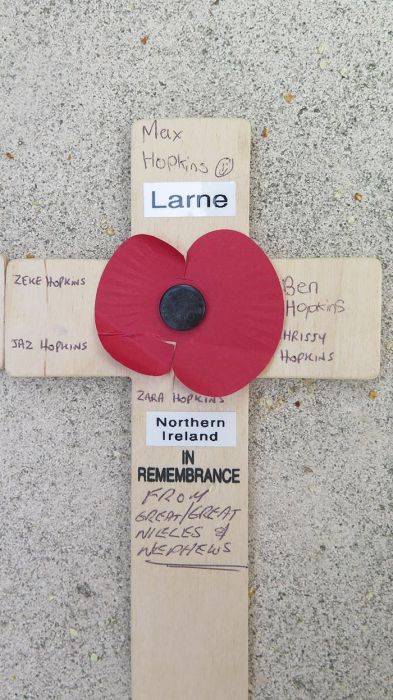 Max
Hopkins
Larne
ZEKE HOPKINS
JAZ HOPKINS
Ben
Hopkins
HRISSY
HOPKINS
ZARA HOPKINS
Northern
Ireland
IN
REMEMBRANCE
FROM
GREAT/GREAT
NIECES &
NEPHEWS